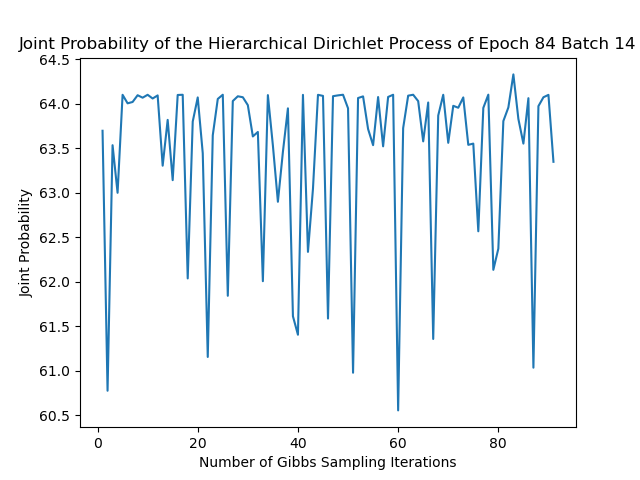 Joint Probability of the Hierarchical Dirichlet Process of Epoch 84 Batch 14
64.5
64.0
63.5
63.0
62.5
62.0
61.5
61.0
60.5
Joint Probability
0 20 40 60 80
Number of Gibbs Sampling Iterations